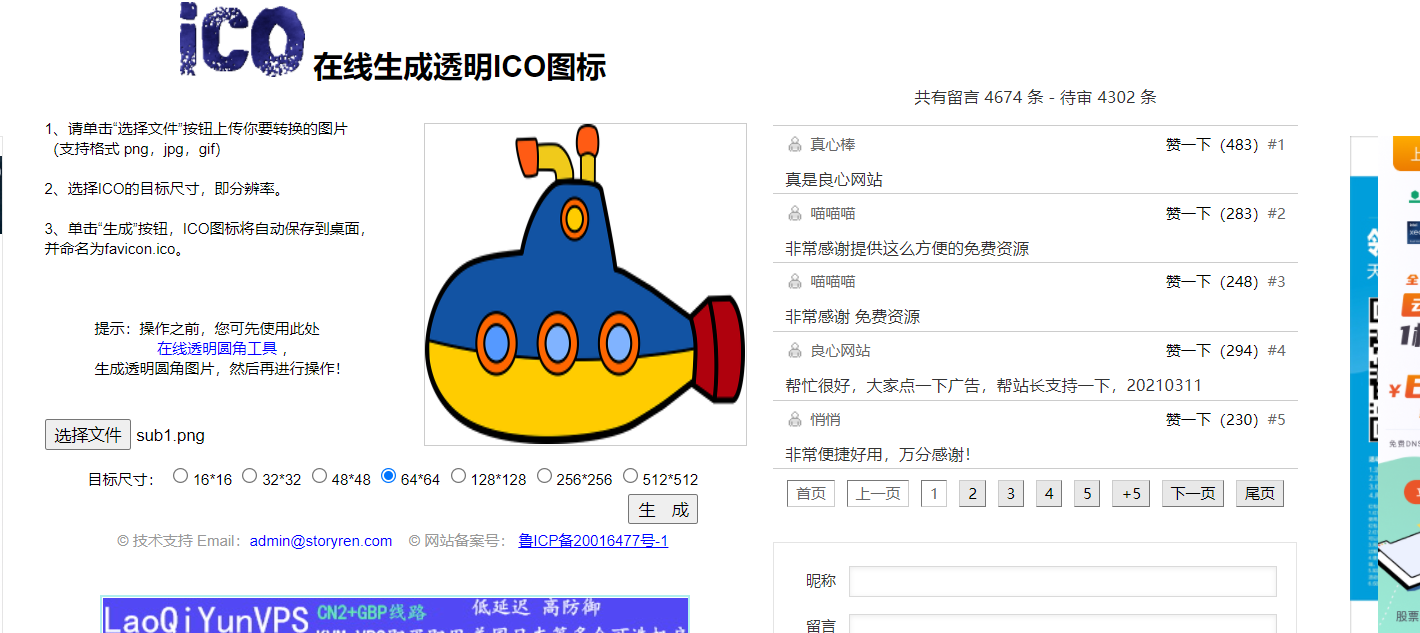 ico 在线生成透明ICO图标
1、请单击“选择文件”按钮上传你要转换的图片
（支持格式 png，jpg，gif）
2、选择ICO的目标尺寸，即分辨率。
3、单击“生成”按钮，ICO图标将自动保存到桌面，
并命名为favicon.ico。
提示：操作之前，您可先使用此处
在线透明圆角工具 ，
生成透明圆角图片，然后再进行操作！
选择文件 sub1.png
目标尺寸： 16*16 32*32 48*48 64*64 128*128 256*256 512*512
生 成
© 技术支持 Email：admin@storyren.com © 网站备案号： 鲁ICP备20016477号-1
LaoQiYunVPS CN2+GBP线路 低延迟 高防御
共有留言 4674 条 - 待审 4302 条
真心棒 赞一下（483） #1
真是良心网站
喵喵喵 赞一下（283） #2
非常感谢提供这么方便的免费资源
喵喵喵 赞一下（248） #3
非常感谢 免费资源
良心网站 赞一下（294） #4
帮忙很好，大家点一下广告，帮站长支持一下，20210311
悄悄 赞一下（230） #5
非常便捷好用，万分感谢！
首页 上一页 1 2 3 4 5 +5 下一页 尾页
昵称
留言
免费DNS
股票